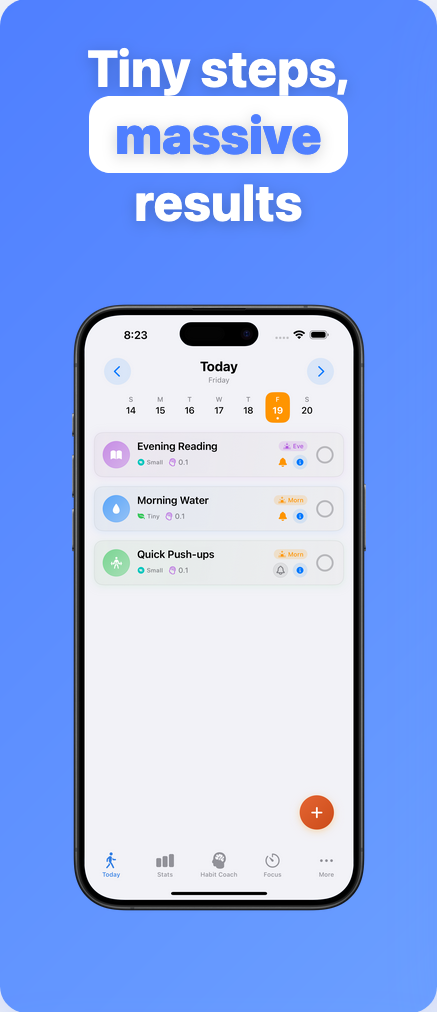 Tiny steps,
massive
results
8:23
Today
Friday
S M T W T F S
14 15 16 17 18 19 20
Evening Reading
Eve
Small 0.1
Morning Water
Morn
Tiny 0.1
Quick Push-ups
Morn
Small 0.1
Today Stats Habit Coach Focus More